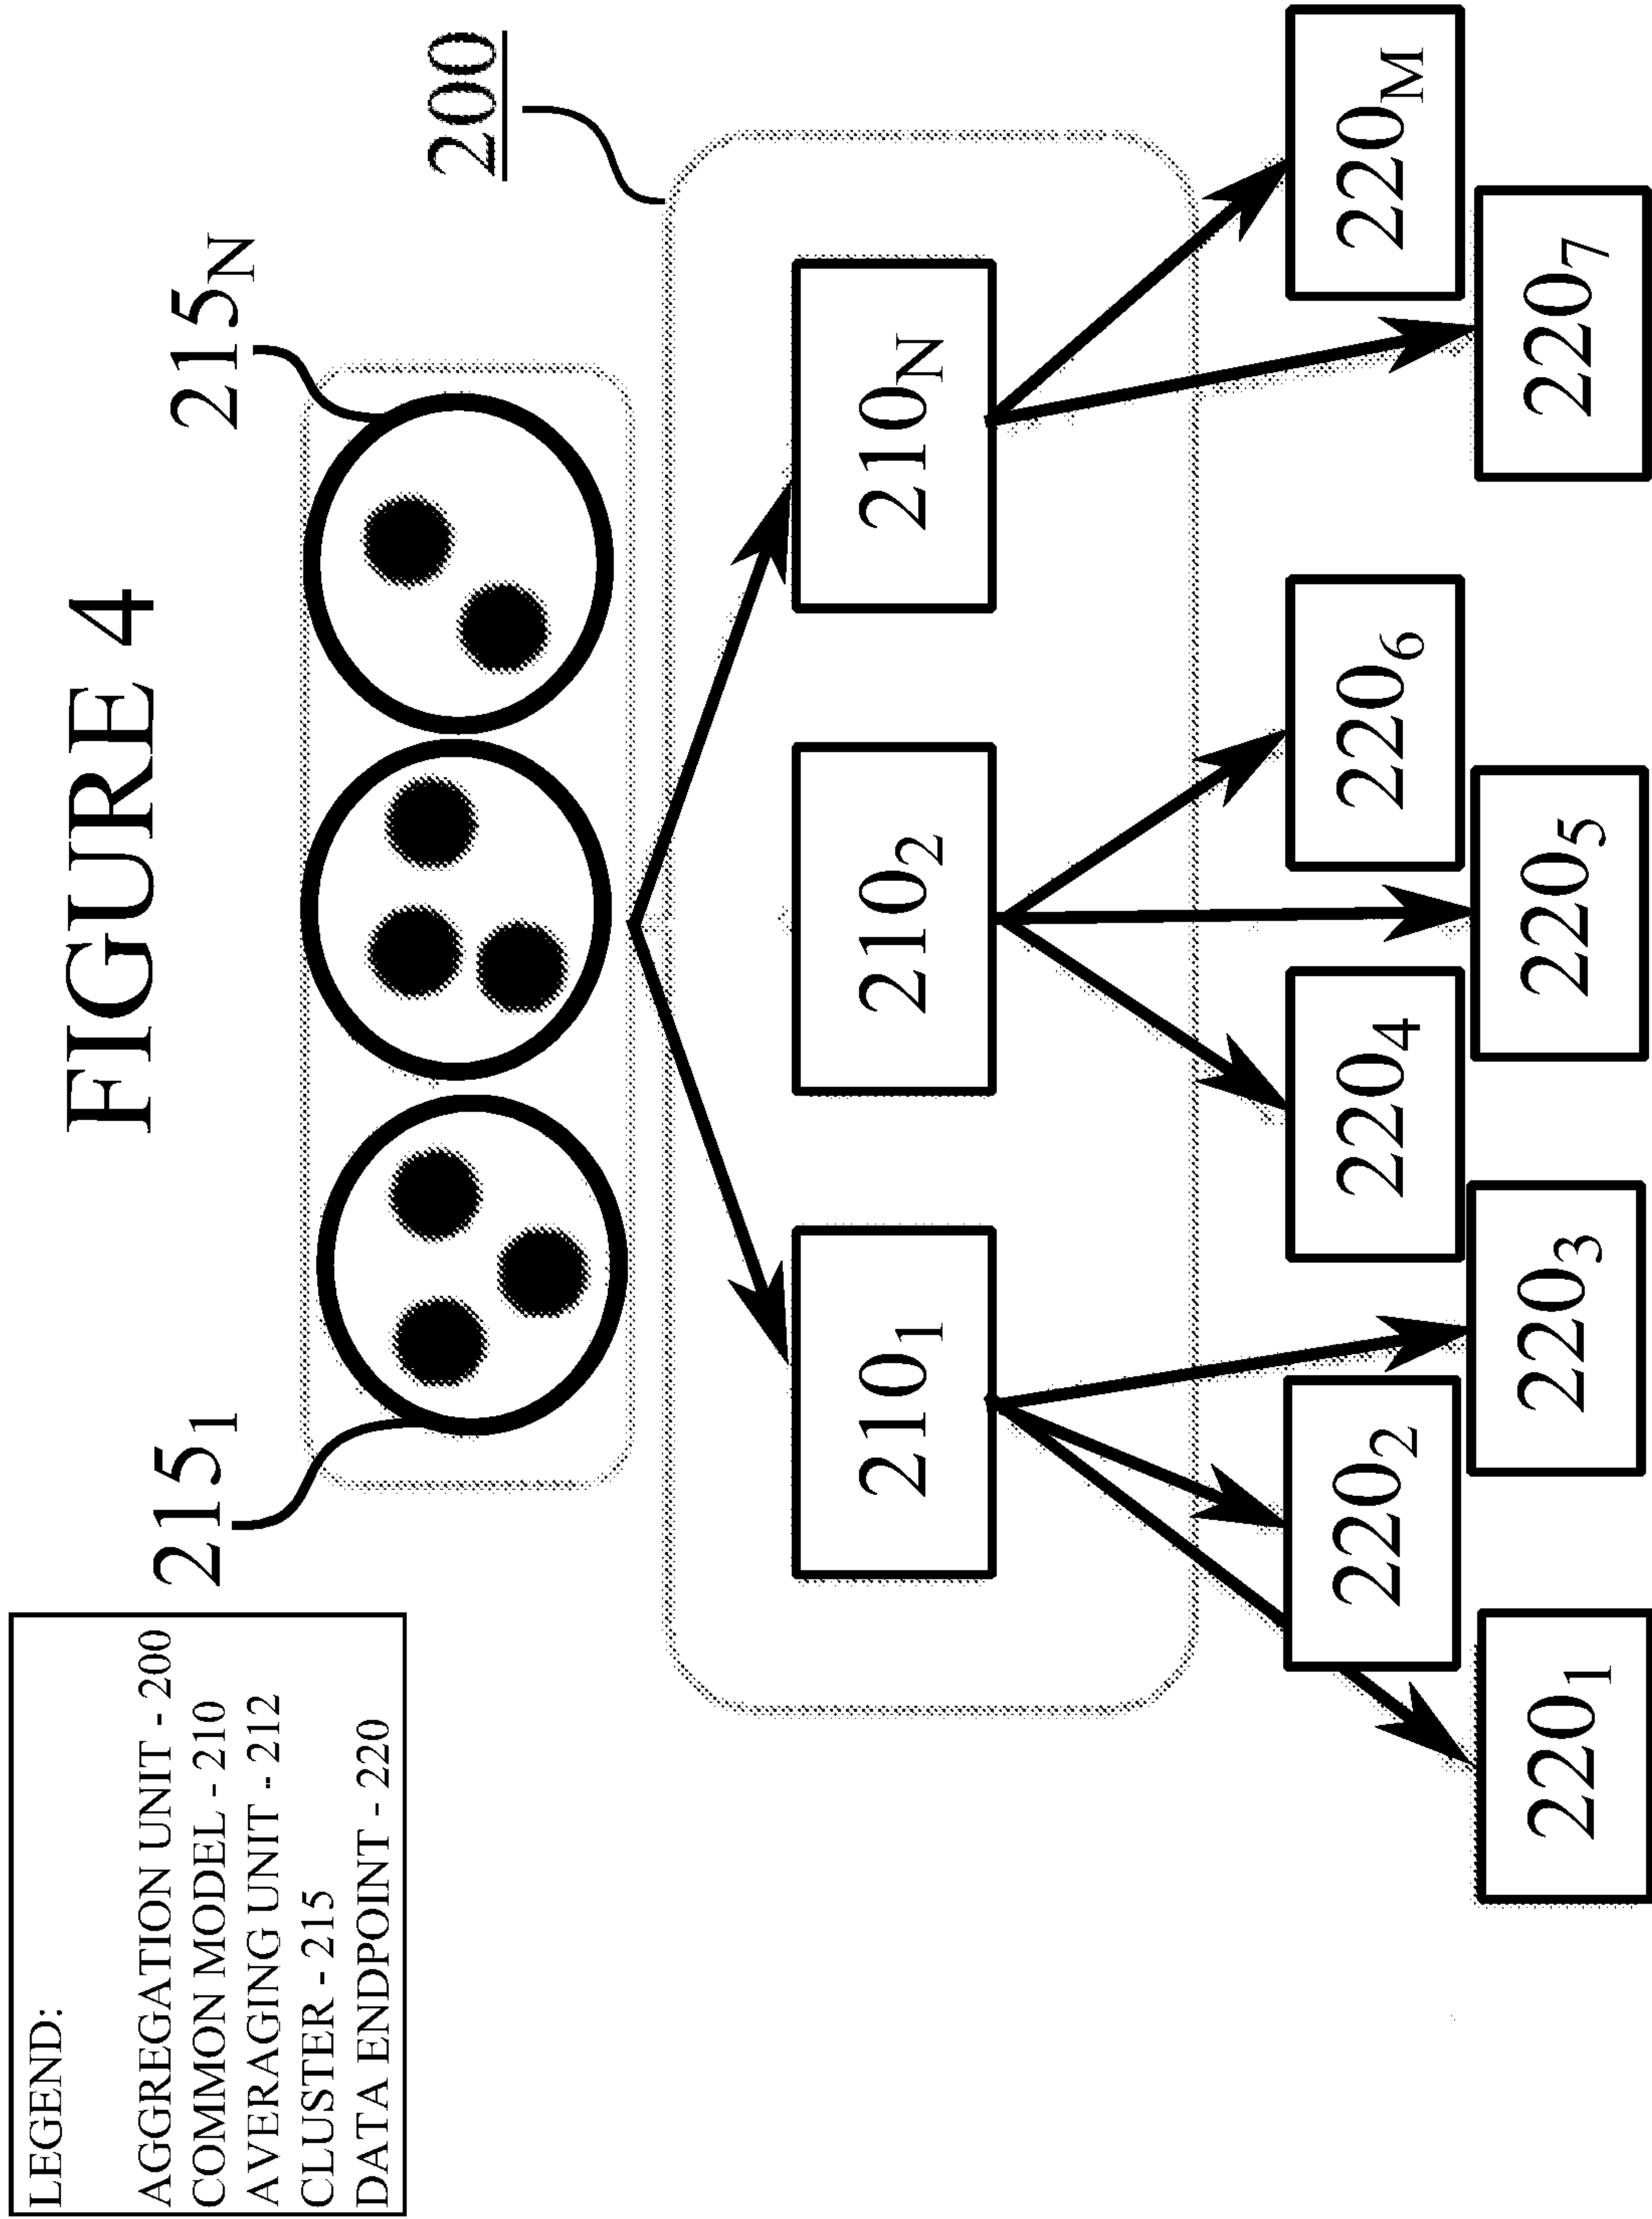 FIGURE 4
LEGEND:
AGGREGATION UNIT - 200
COMMON MODEL - 210
AVERAGING UNIT - 212
CLUSTER - 215
DATA ENDPOINT - 220
215₁
215N
200
210₁
210₂
210N
220₂
220₄
220₆
220M
220₁
220₃
220₅
220₇